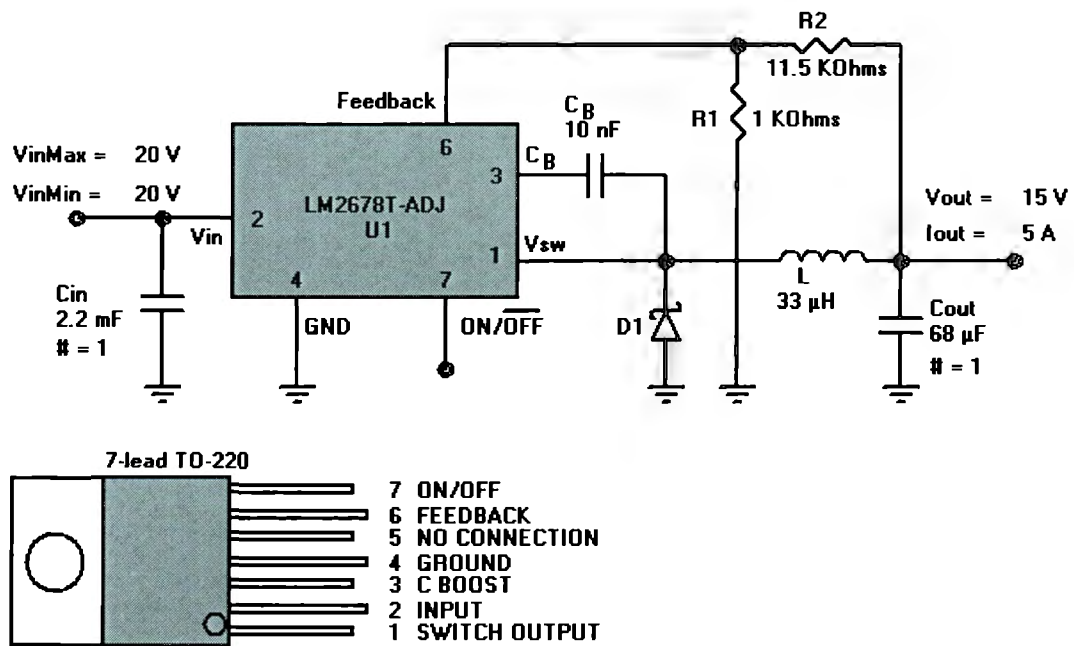 R2
11.5 KOhms
Feedback
C B
10 nF
R1
1 KOhms
VinMax = 20 V
VinMin = 20 V
6
C B
3
LM2678T-ADJ
U1
2
Vin
Vsw
1
Vout = 15 V
Iout = 5 A
4
7
L
33 µH
Cin
2.2 mF
# = 1
GND
ON/OFF
D1
Cout
68 µF
# = 1
7-lead TO-220
7 ON/OFF
6 FEEDBACK
5 NO CONNECTION
4 GROUND
3 C BOOST
2 INPUT
1 SWITCH OUTPUT